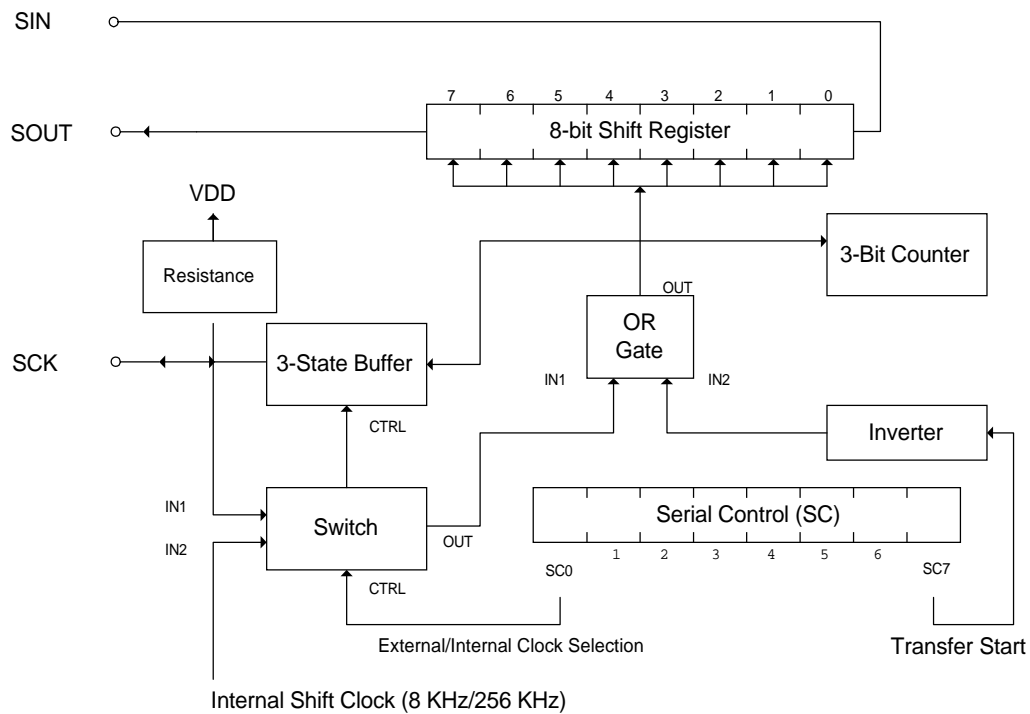 SIN
7 6 5 4 3 2 1 0
SOUT
8-bit Shift Register
VDD
Resistance
3-Bit Counter
OUT
OR
Gate
SCK
3-State Buffer
IN1
IN2
CTRL
Inverter
IN1
Serial Control (SC)
Switch
IN2
OUT
1 2 3 4 5 6
SC0
SC7
CTRL
External/Internal Clock Selection
Transfer Start
Internal Shift Clock (8 KHz/256 KHz)